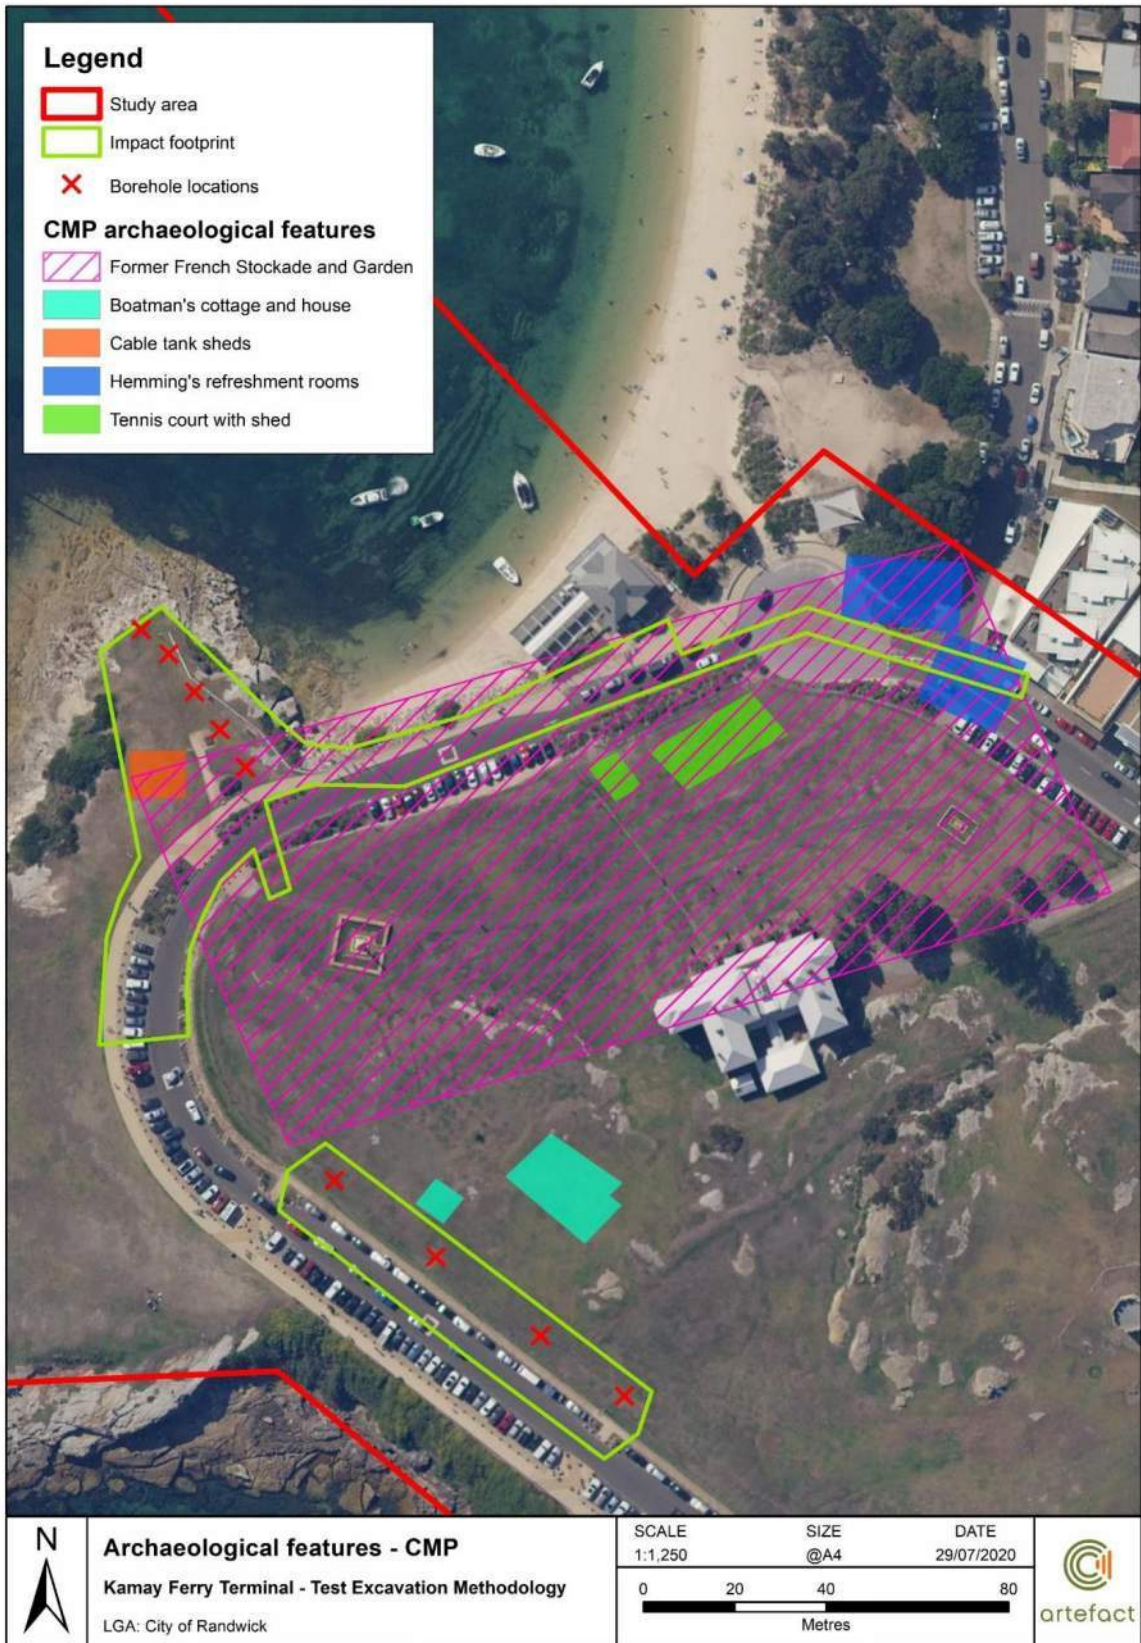 Legend
Study area
Impact footprint
Borehole locations
CMP archaeological features
Former French Stockade and Garden
Boatman's cottage and house
Cable tank sheds
Hemming's refreshment rooms
Tennis court with shed
N
Archaeological features - CMP
Kamay Ferry Terminal - Test Excavation Methodology
LGA: City of Randwick
SCALE SIZE DATE
1:1,250 @A4 29/07/2020
0 20 40 80
Metres
artefact